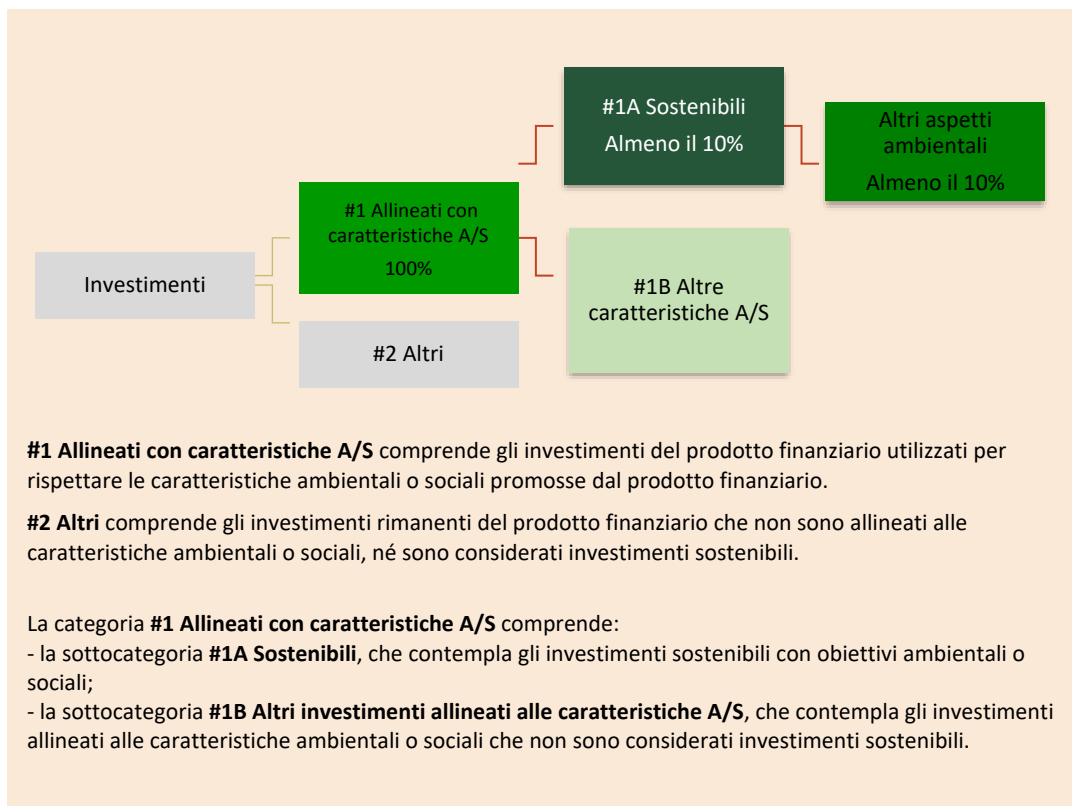 #1A Sostenibili
Almeno il 10%
Altri aspetti
ambientali
Almeno il 10%
#1 Allineati con
caratteristiche A/S
100%
Investimenti
#1B Altre
caratteristiche A/S
#2 Altri
#1 Allineati con caratteristiche A/S comprende gli investimenti del prodotto finanziario utilizzati per
rispettare le caratteristiche ambientali o sociali promosse dal prodotto finanziario.
#2 Altri comprende gli investimenti rimanenti del prodotto finanziario che non sono allineati alle
caratteristiche ambientali o sociali, né sono considerati investimenti sostenibili.
La categoria #1 Allineati con caratteristiche A/S comprende:
- la sottocategoria #1A Sostenibili, che contempla gli investimenti sostenibili con obiettivi ambientali o
sociali;
- la sottocategoria #1B Altri investimenti allineati alle caratteristiche A/S, che contempla gli investimenti
allineati alle caratteristiche ambientali o sociali che non sono considerati investimenti sostenibili.